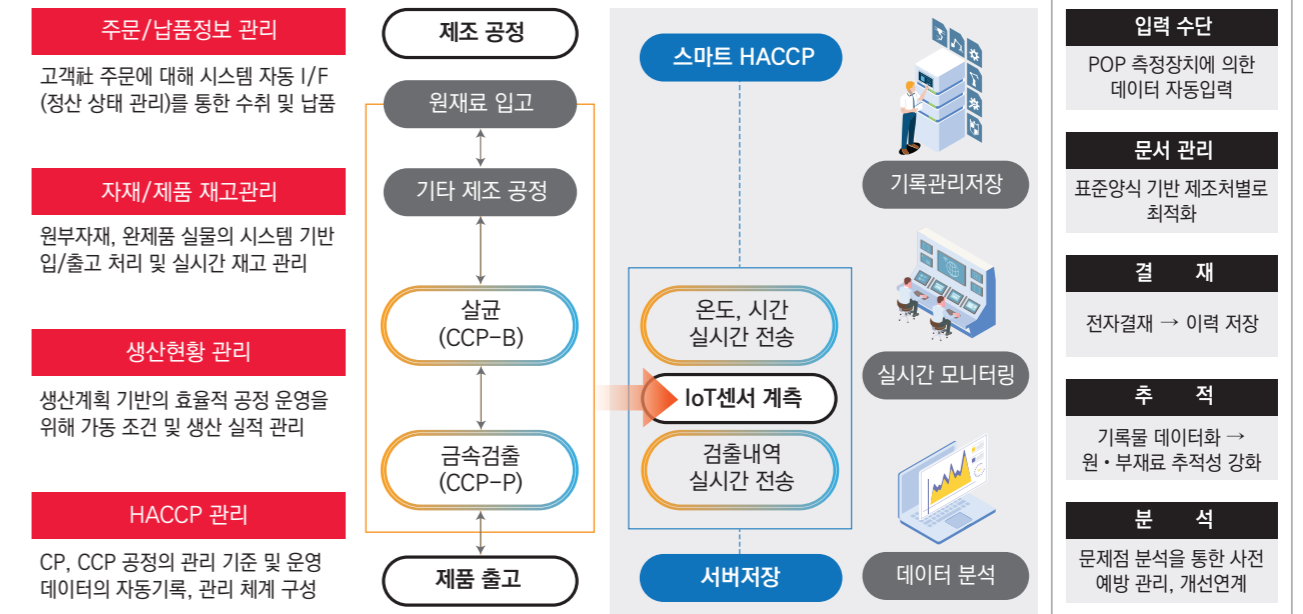 주문/납품정보 관리
고객社 주문에 대해 시스템 자동 I/F
(정산 상태 관리)를 통한 수취 및 납품
자재/제품 재고관리
원부자재, 완제품 실물의 시스템 기반
입/출고 처리 및 실시간 재고 관리
생산현황 관리
생산계획 기반의 효율적 공정 운영을
위해 가동 조건 및 생산 실적 관리
HACCP 관리
CP, CCP 공정의 관리 기준 및 운영
데이터의 자동기록, 관리 체계 구성
제조 공정
원재료 입고
기타 제조 공정
살균
(CCP-B)
금속검출
(CCP-P)
제품 출고
스마트 HACCP
온도, 시간
실시간 전송
IoT센서 계측
검출내역
실시간 전송
서버저장
기록관리저장
실시간 모니터링
데이터 분석
입력 수단
POP 측정장치에 의한
데이터 자동입력
문서 관리
표준양식 기반 제조처별로
최적화
결 재
전자결재 → 이력 저장
추 적
기록물 데이터화 →
원・부재료 추적성 강화
분 석
문제점 분석을 통한 사전
예방 관리, 개선연계